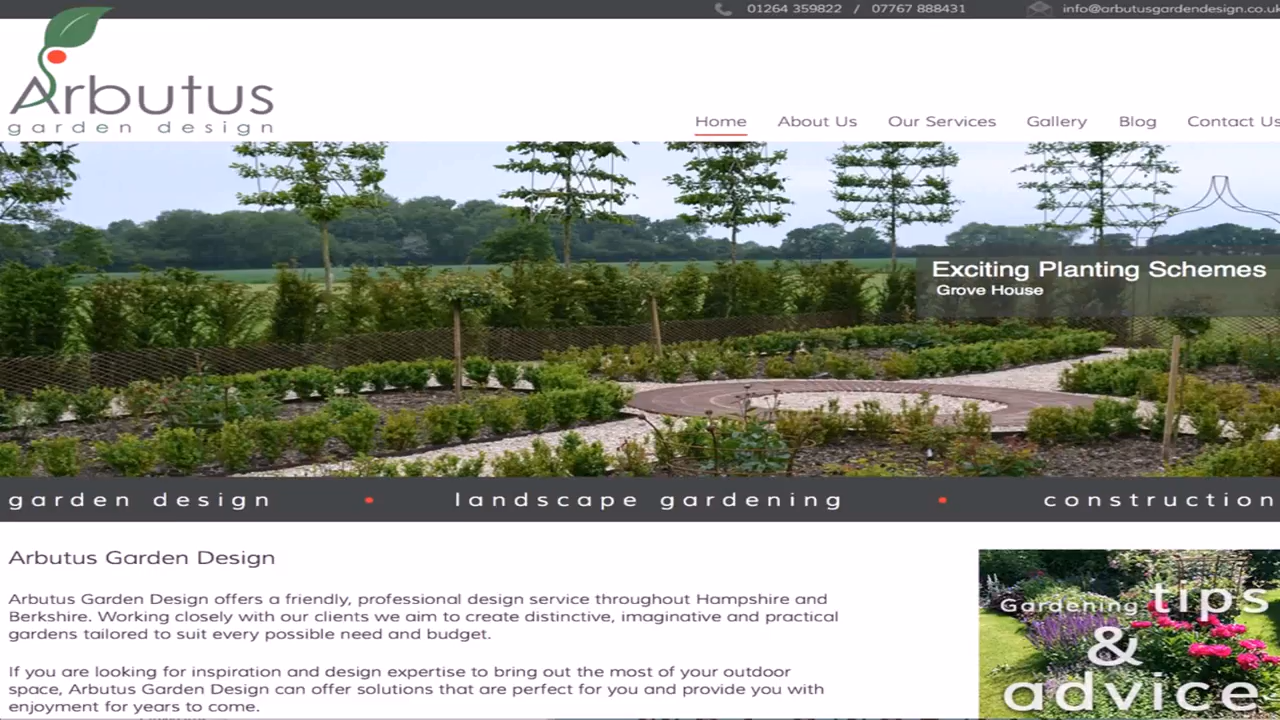 01264 359822 / 07767 888431
info@arbutusgardendesign.co.uk
Arbutus
garden design
Home About Us Our Services Gallery Blog Contact Us
Exciting Planting Schemes
Grove House
garden design • landscape gardening • construction
Arbutus Garden Design
Arbutus Garden Design offers a friendly, professional design service throughout Hampshire and
Berkshire. Working closely with our clients we aim to create distinctive, imaginative and practical
gardens tailored to suit every possible need and budget.
If you are looking for inspiration and design expertise to bring out the most of your outdoor
space, Arbutus Garden Design can offer solutions that are perfect for you and provide you with
enjoyment for years to come.
Gardening tips
&
advice